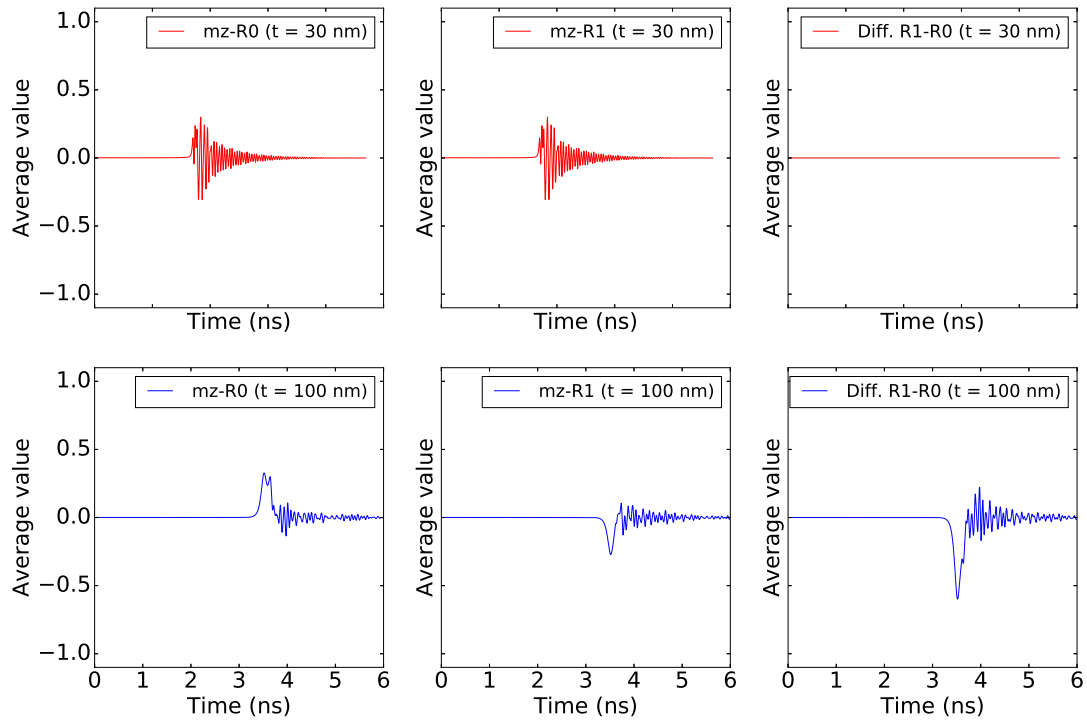 mz-R0 (t = 30 nm)
mz-R1 (t = 30 nm)
Diff. R1-R0 (t = 30 nm)
1.0
0.5
0.0
−0.5
−1.0
Average value
Average value
Average value
Time (ns)
Time (ns)
Time (ns)
mz-R0 (t = 100 nm)
mz-R1 (t = 100 nm)
Diff. R1-R0 (t = 100 nm)
1.0
0.5
0.0
−0.5
−1.0
Average value
Average value
Average value
0 1 2 3 4 5 6
0 1 2 3 4 5 6
0 1 2 3 4 5 6
Time (ns)
Time (ns)
Time (ns)